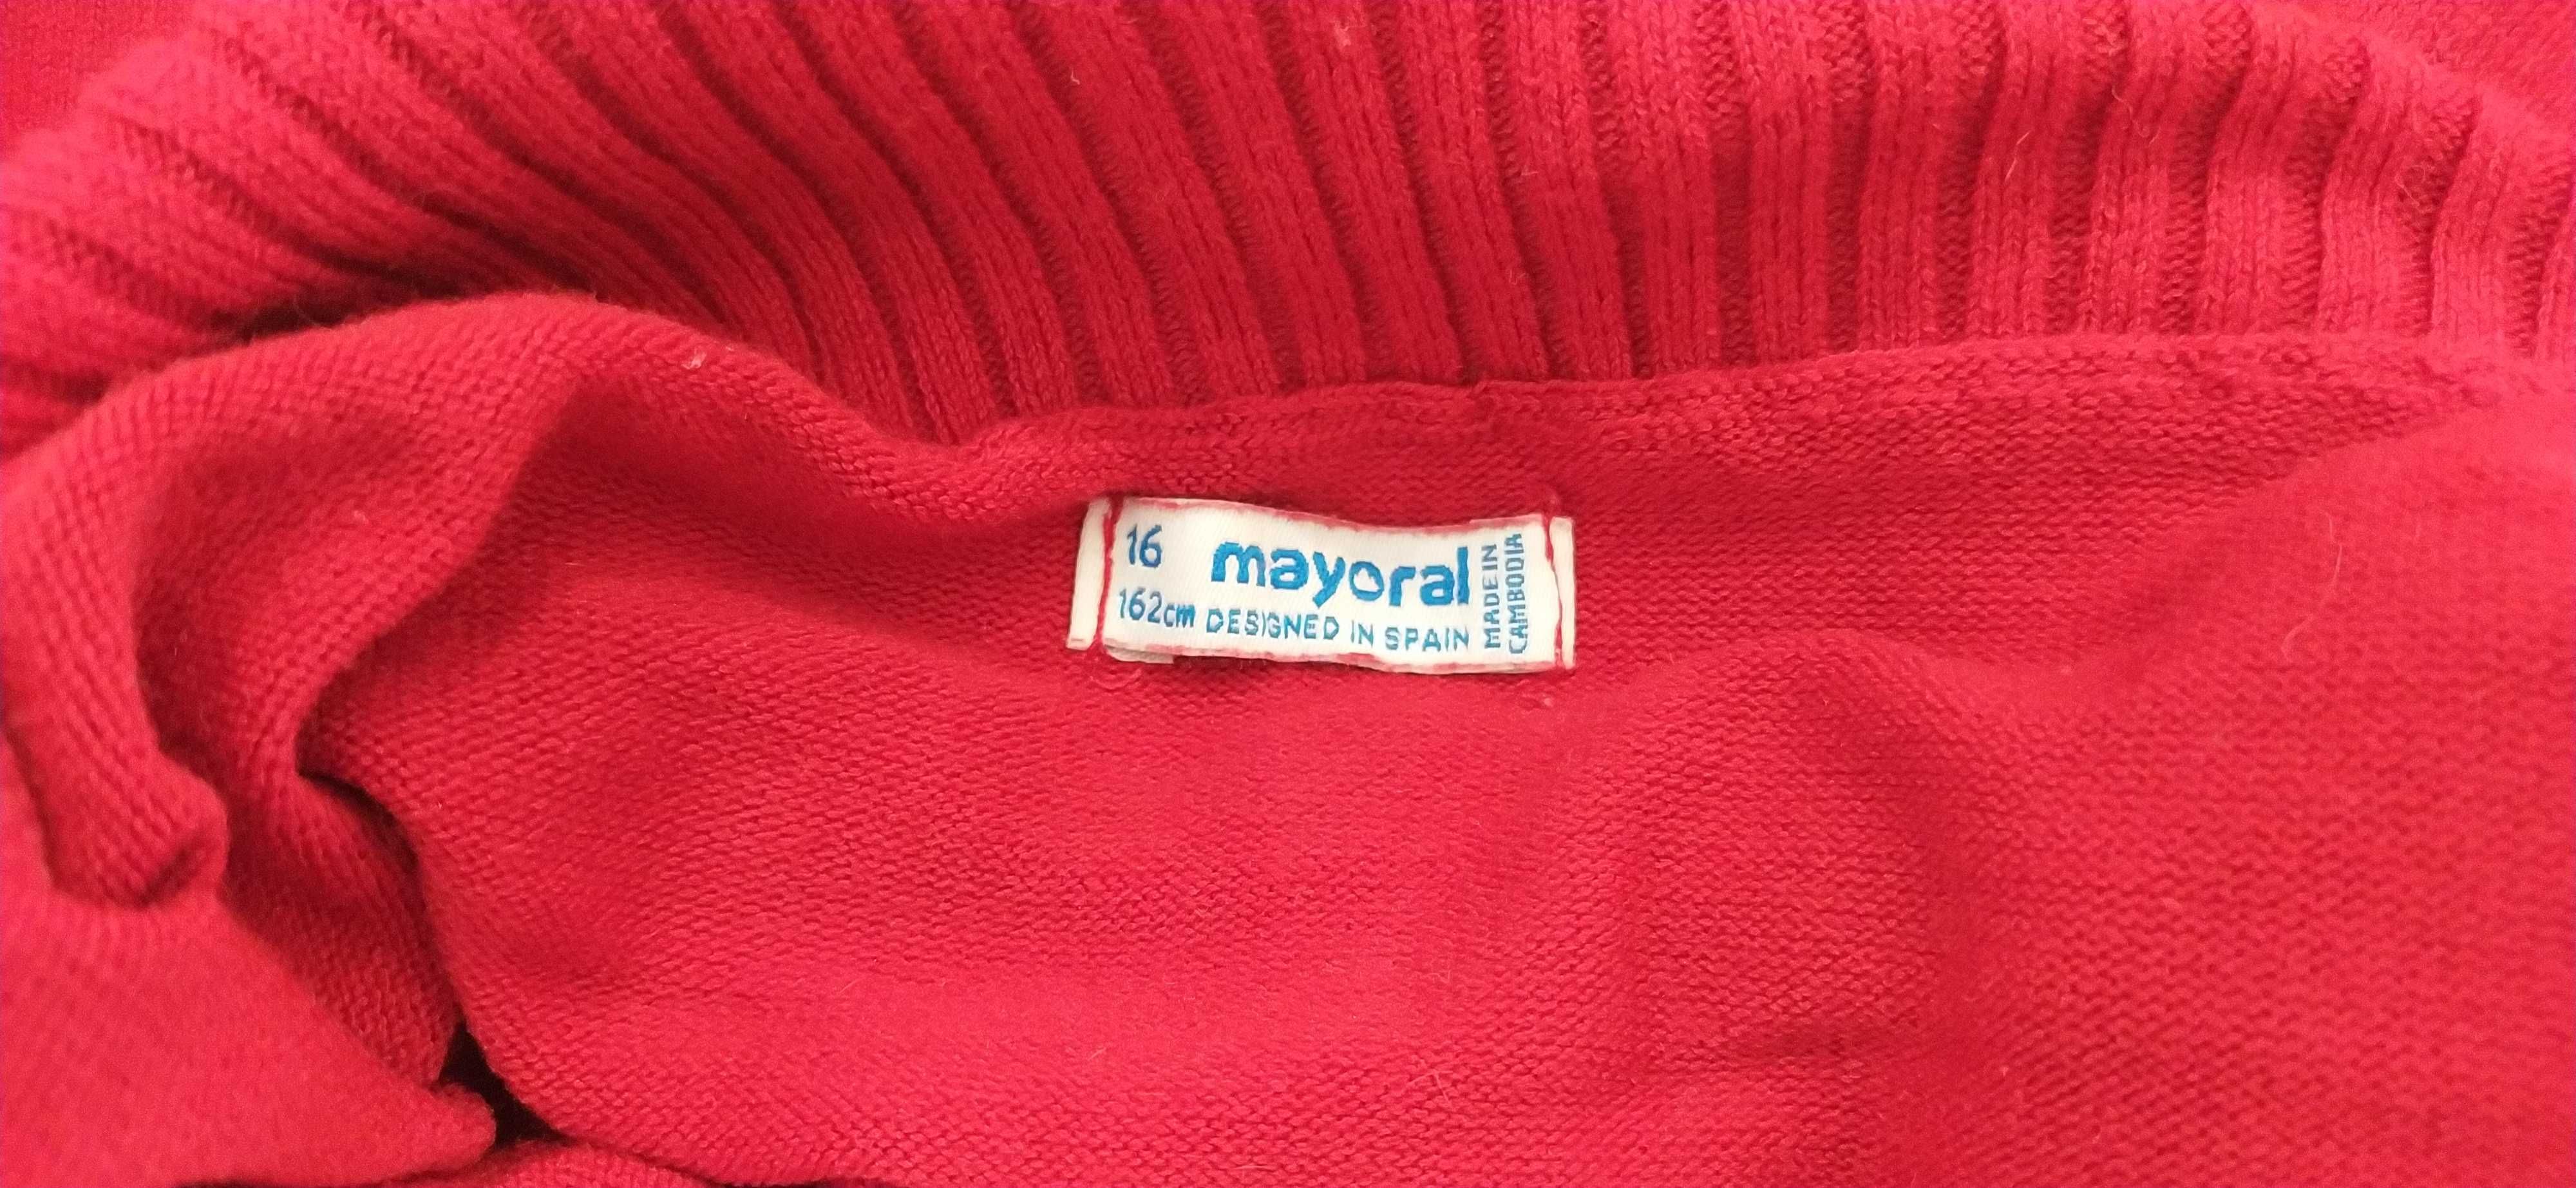 16 mayoral
162cm DESIGNED IN SPAIN
MADE IN
CAMBODIA